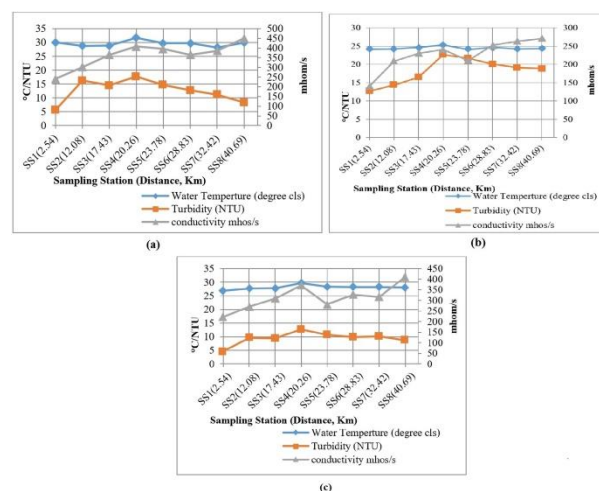 35
30
25
20
15
10
5
0
°C/NTU
500
450
400
350
300
250
200
150
100
50
0
mhom/s
SS1(2.54)
SS2(12.08)
SS3(17.43)
SS4(20.26)
SS5(23.78)
SS6(28.83)
SS7(32.42)
SS8(40.69)
Sampling Station (Distance, Km)
Water Temperture (degree cls)
Turbidity (NTU)
conductivity mhos/s
(a)
30
25
20
15
10
5
0
°C/NTU
300
250
200
150
100
50
0
mhom/s
SS1(2.54)
SS2(12.08)
SS3(17.43)
SS4(20.26)
SS5(23.78)
SS6(28.83)
SS7(32.42)
SS8(40.69)
Sampling Station (Distance, Km)
Water Temperture (degree cls)
Turbidity (NTU)
conductivity mhos/s
(b)
35
30
25
20
15
10
5
0
°C/NTU
450
400
350
300
250
200
150
100
50
0
mhom/s
SS1(2.54)
SS2(12.08)
SS3(17.43)
SS4(20.26)
SS5(23.78)
SS6(28.83)
SS7(32.42)
SS8(40.69)
Sampling Station (Distance, Km)
Water Temperture (degree cls)
Turbidity (NTU)
conductivity mhos/s
(c)